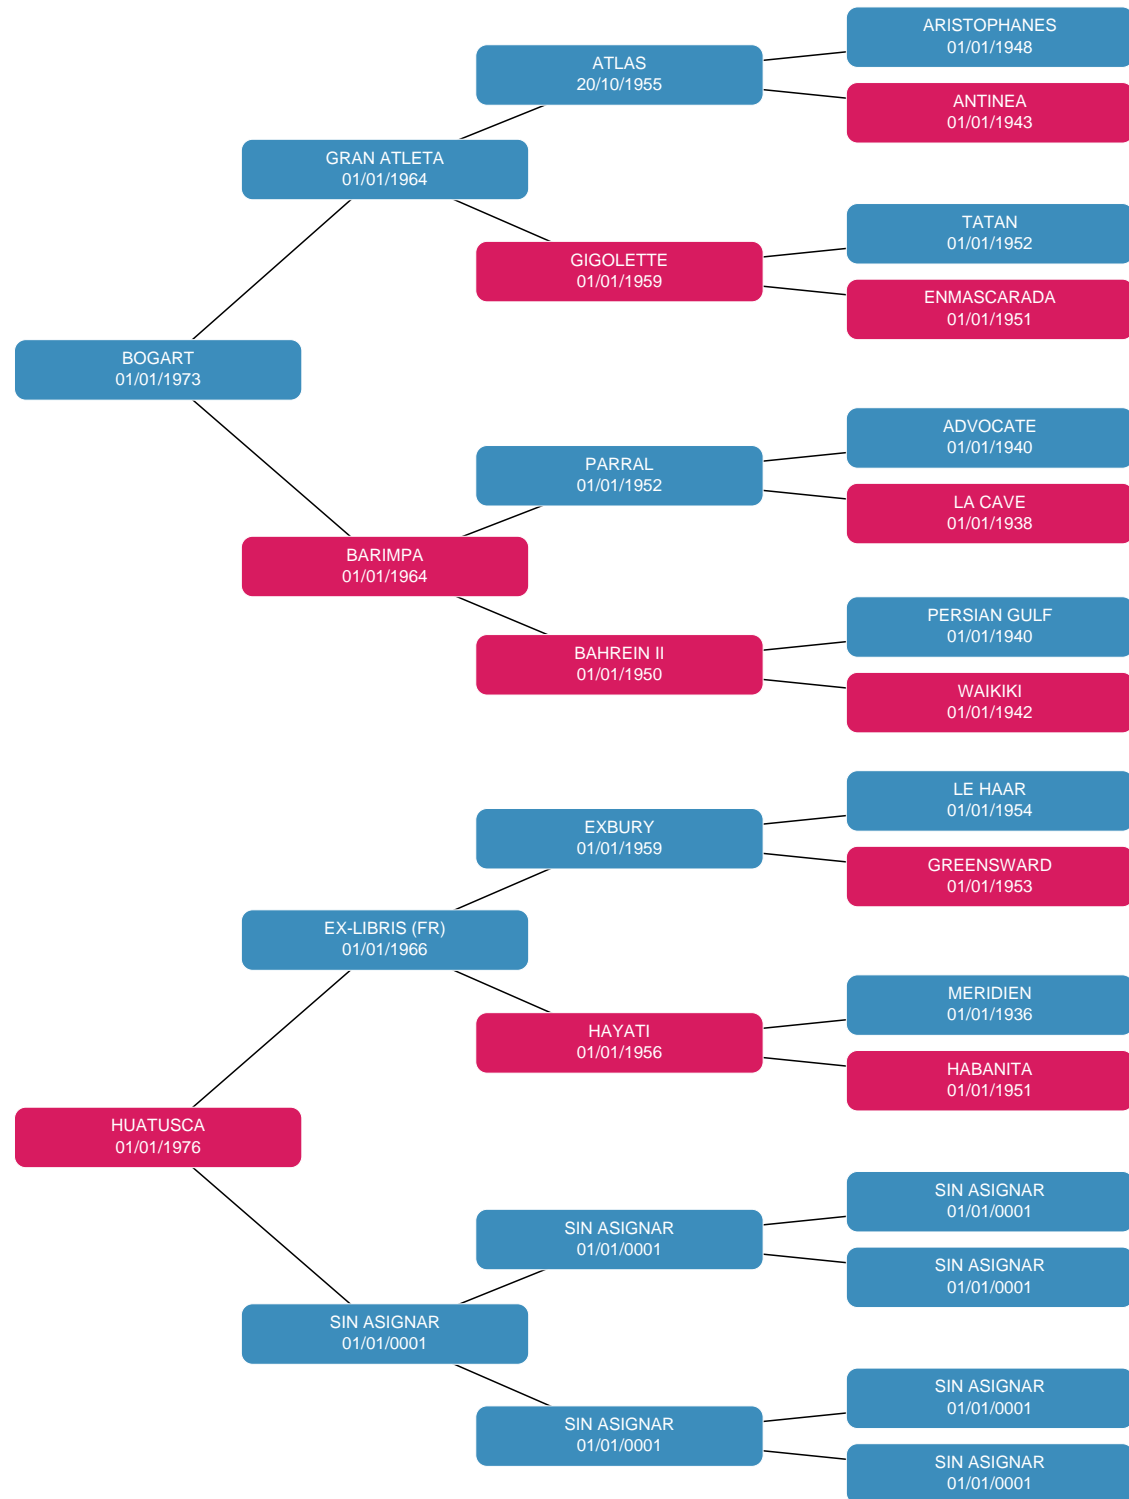 ARISTOPHANES
01/01/1948
ATLAS
20/10/1955
ANTINEA
01/01/1943
GRAN ATLETA
01/01/1964
TATAN
01/01/1952
GIGOLETTE
01/01/1959
ENMASCARADA
01/01/1951
BOGART
01/01/1973
ADVOCATE
01/01/1940
PARRAL
01/01/1952
LA CAVE
01/01/1938
BARIMPA
01/01/1964
PERSIAN GULF
01/01/1940
BAHREIN II
01/01/1950
WAIKIKI
01/01/1942
LE HAAR
01/01/1954
EXBURY
01/01/1959
GREENSWARD
01/01/1953
EX-LIBRIS (FR)
01/01/1966
MERIDIEN
01/01/1936
HAYATI
01/01/1956
HABANITA
01/01/1951
HUATUSCA
01/01/1976
SIN ASIGNAR
01/01/0001
SIN ASIGNAR
01/01/0001
SIN ASIGNAR
01/01/0001
SIN ASIGNAR
01/01/0001
SIN ASIGNAR
01/01/0001
SIN ASIGNAR
01/01/0001
SIN ASIGNAR
01/01/0001